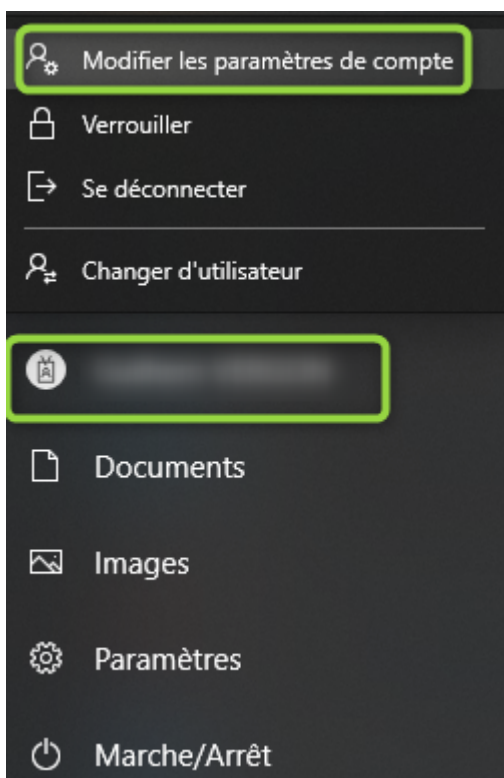 Modifier les paramètres de compte
Verrouiller
Se déconnecter
Changer d'utilisateur
Documents
Images
Paramètres
Marche/Arrêt